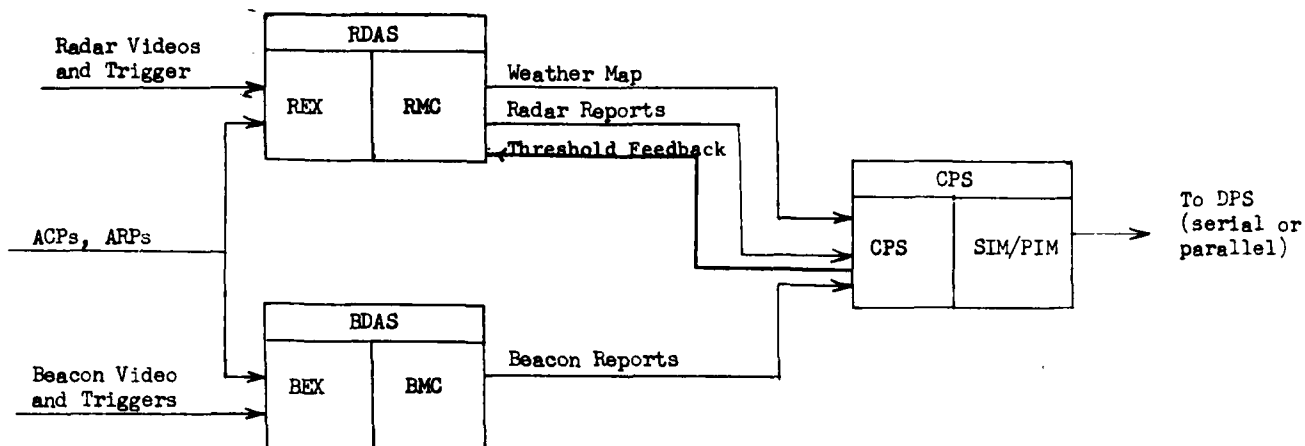 RDAS
Radar Videos
and Trigger
REX
RMC
Weather Map
Radar Reports
Threshold Feedback
CPS
CPS
SIM/PIM
To DPS
(serial or
parallel)
ACPs, ARPs
BDAS
Beacon Video
and Triggers
BEX
BMC
Beacon Reports